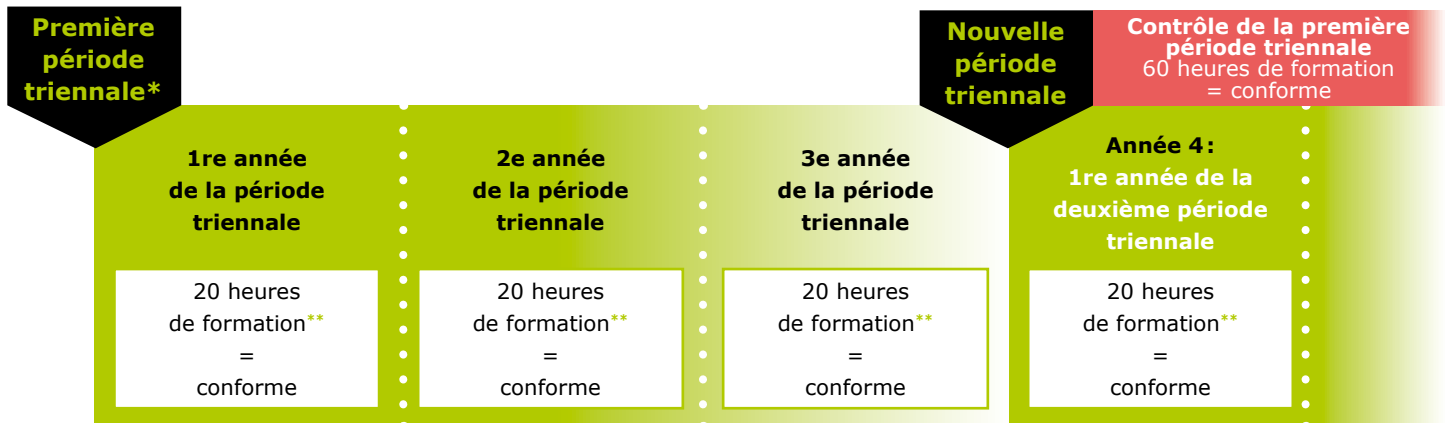 Première
période
triennale*
Nouvelle
période
triennale
Contrôle de la première
période triennale
60 heures de formation
= conforme
1re année
de la période
triennale
20 heures
de formation**
=
conforme
2e année
de la période
triennale
20 heures
de formation**
=
conforme
3e année
de la période
triennale
20 heures
de formation**
=
conforme
Année 4 :
1re année de la
deuxième période
triennale
20 heures
de formation**
=
conforme